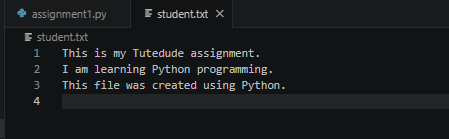 assignment1.py student.txt
student.txt
1 This is my Tutedude assignment.
2 I am learning Python programming.
3 This file was created using Python.
4